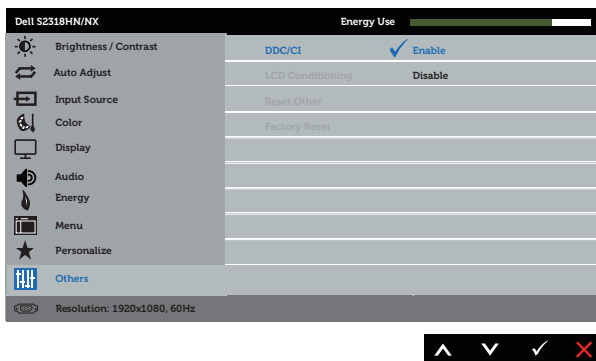 Dell S2318HN/NX Energy Use
Brightness / Contrast
Auto Adjust
Input Source
Color
Display
Audio
Energy
Menu
Personalize
Others
Resolution: 1920x1080, 60Hz
DDC/CI Enable
LCD Conditioning Disable
Reset Other
Factory Reset